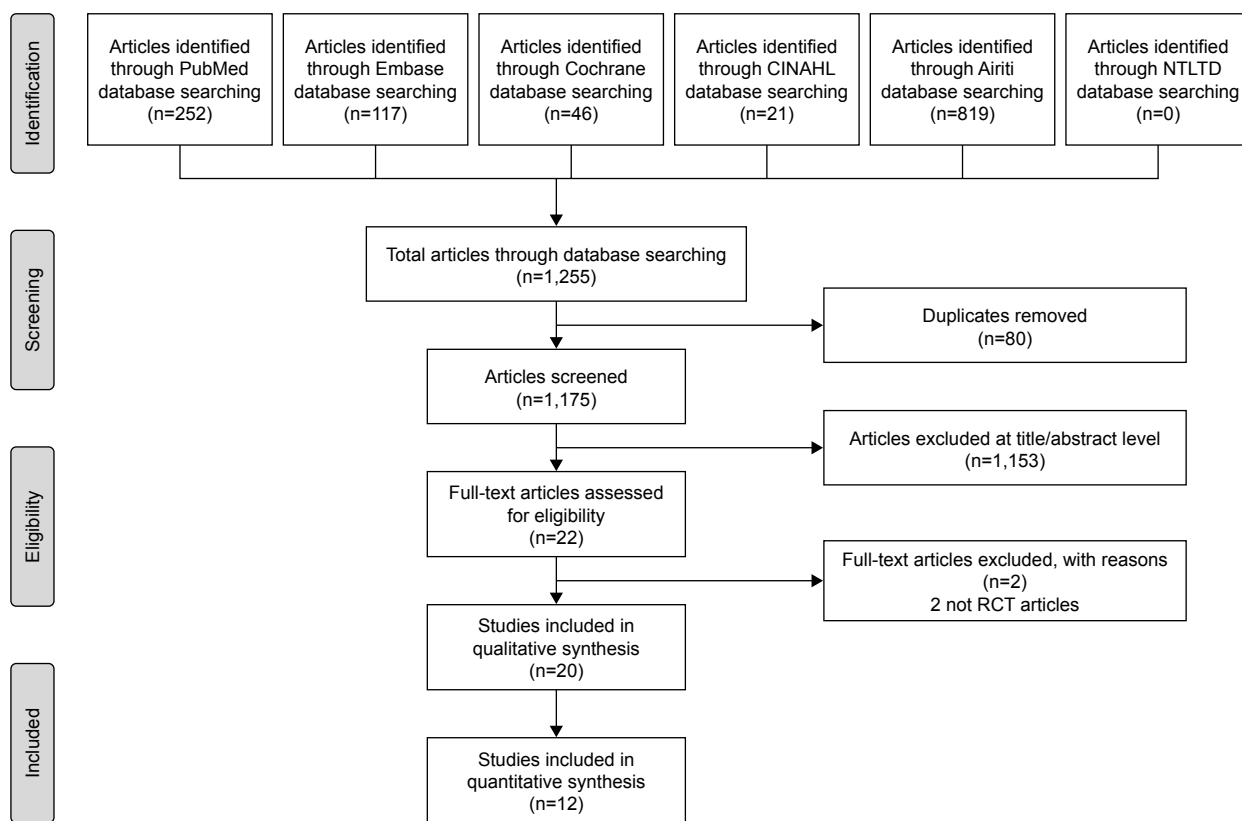 Identification
Articles identified
through PubMed
database searching
(n=252)
Articles identified
through Embase
database searching
(n=117)
Articles identified
through Cochrane
database searching
(n=46)
Articles identified
through CINAHL
database searching
(n=21)
Articles identified
through Airiti
database searching
(n=819)
Articles identified
through NTLTD
database searching
(n=0)
Screening
Total articles through database searching
(n=1,255)
Duplicates removed
(n=80)
Articles screened
(n=1,175)
Articles excluded at title/abstract level
(n=1,153)
Eligibility
Full-text articles assessed
for eligibility
(n=22)
Full-text articles excluded, with reasons
(n=2)
2 not RCT articles
Studies included in
qualitative synthesis
(n=20)
Included
Studies included in
quantitative synthesis
(n=12)